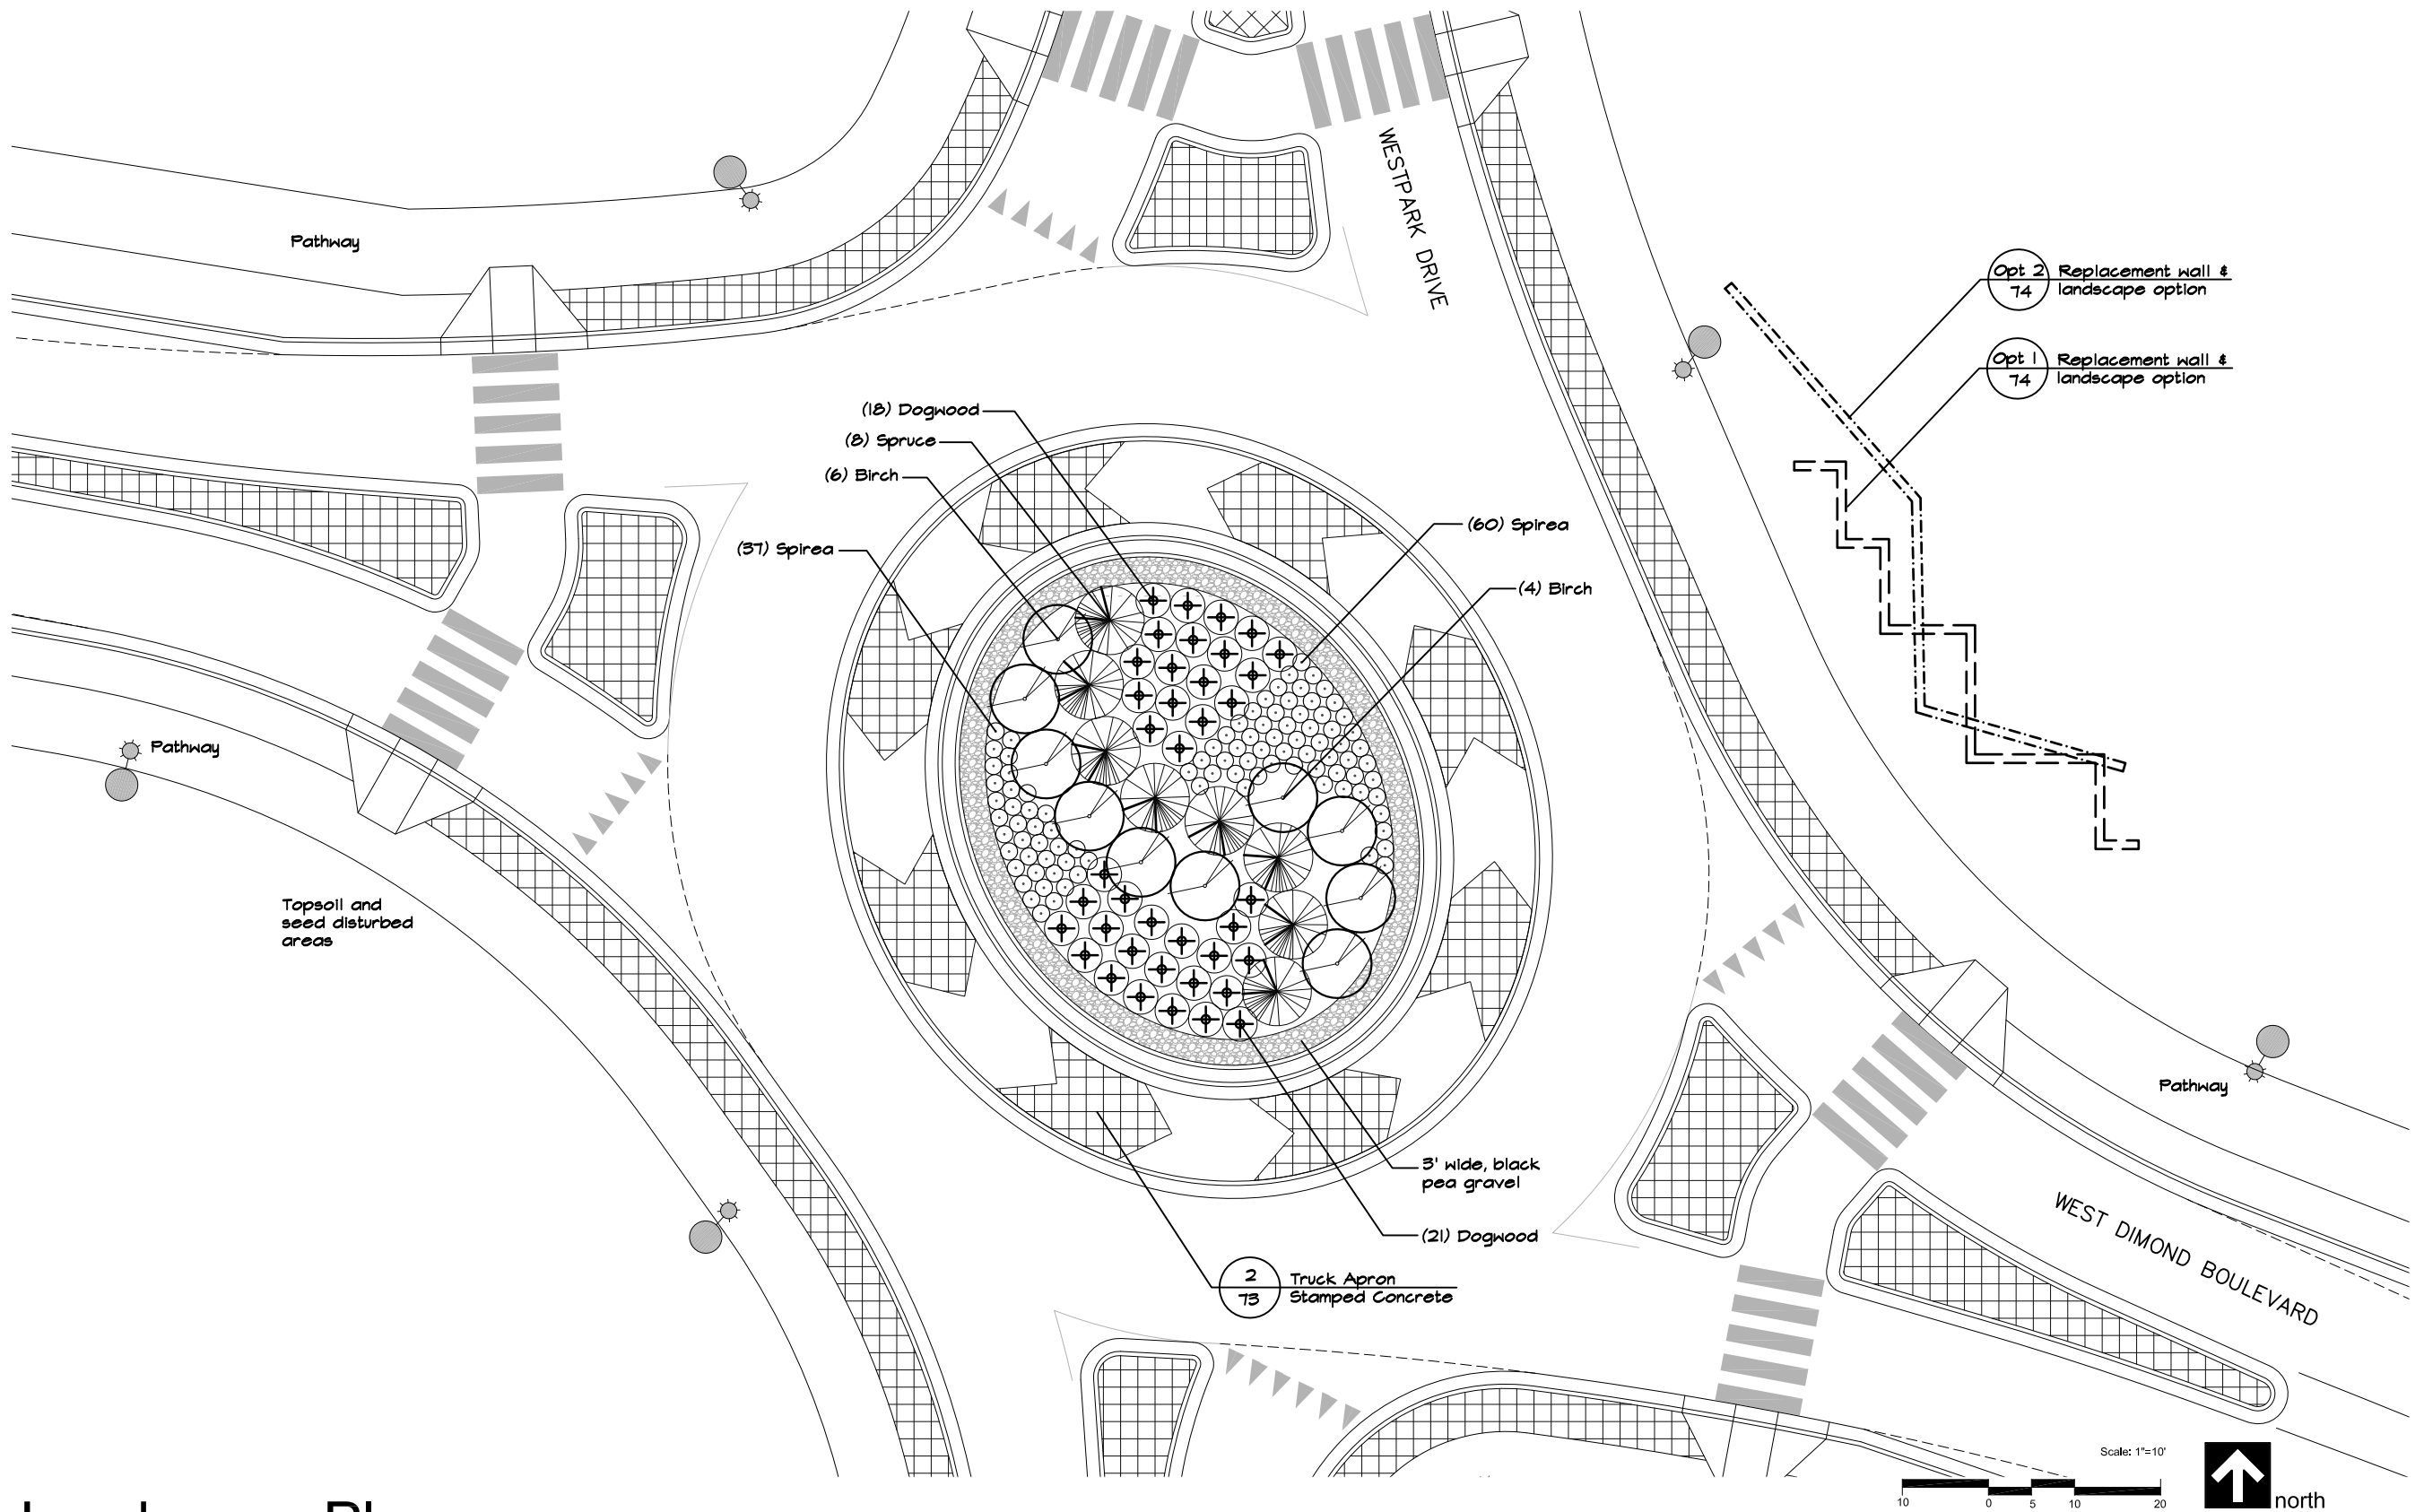 WESTPARK DRIVE
Pathway
Opt 2
74
Replacement wall &
landscape option
Opt 1
74
Replacement wall &
landscape option
(18) Dogwood
(8) Spruce
(6) Birch
(37) Spirea
(60) Spirea
(4) Birch
Pathway
Topsoil and
seed disturbed
areas
Pathway
3' wide, black
pea gravel
(21) Dogwood
2
73
Truck Apron
Stamped Concrete
WEST DIMOND BOULEVARD
Scale: 1"=10'
10 0 5 10 20
north